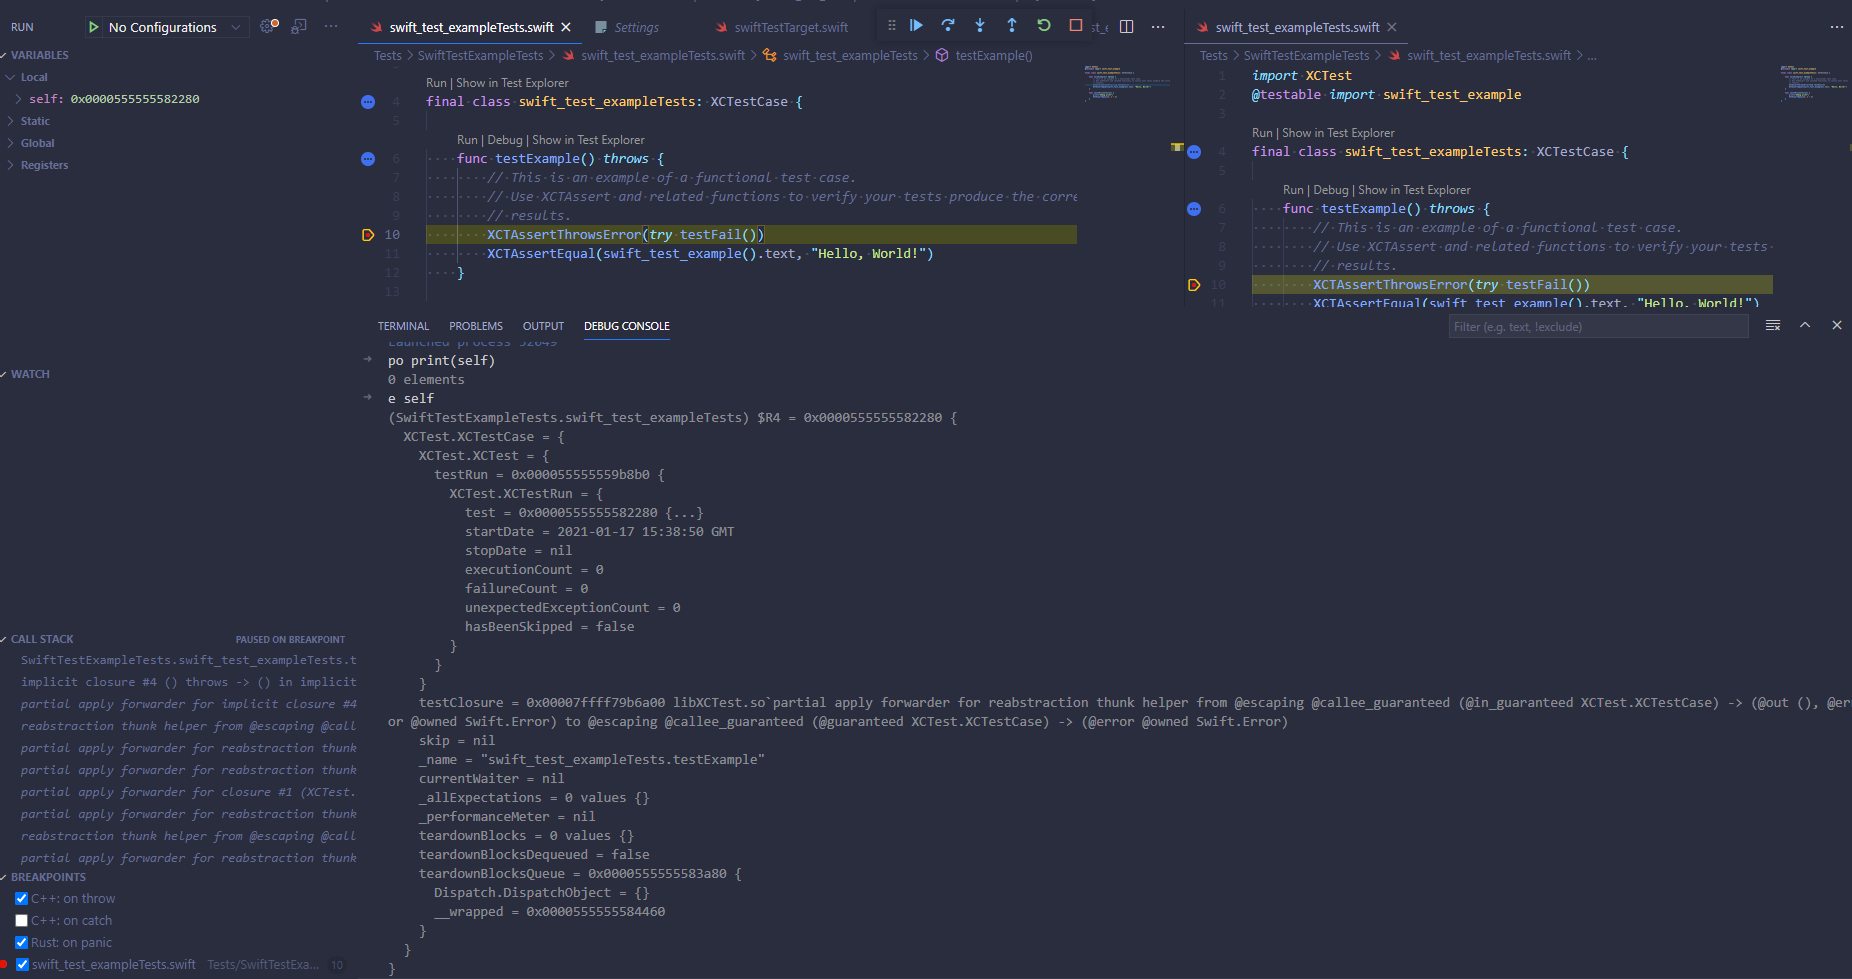 RUN
No Configurations
VARIABLES
Local
self: 0x0000555555582280
Static
Global
Registers
WATCH
CALL STACK
PAUSED ON BREAKPOINT
SwiftTestExampleTests.swift_test_exampleTests.t
implicit closure #4 () throws -> () in implicit
partial apply forwarder for implicit closure #4
reabstraction thunk helper from @escaping @call
partial apply forwarder for reabstraction thunk
partial apply forwarder for reabstraction thunk
partial apply forwarder for closure #1 (XCTest.
partial apply forwarder for reabstraction thunk
reabstraction thunk helper from @escaping @call
partial apply forwarder for reabstraction thunk
BREAKPOINTS
C++: on throw
C++: on catch
Rust: on panic
swift_test_exampleTests.swift Tests/SwiftTestExa... 10
swift_test_exampleTests.swift
Settings
swiftTestTarget.swift
Tests > SwiftTestExampleTests > swift_test_exampleTests.swift > swift_test_exampleTests > testExample()
Run | Show in Test Explorer
4 final class swift_test_exampleTests: XCTestCase {
5
Run | Debug | Show in Test Explorer
6 ····func·testExample()·throws·{
7 ········//·This·is·an·example·of·a·functional·test·case.
8 ········//·Use·XCTAssert·and·related·functions·to·verify·your·tests·produce·the·corre
9 ········//·results.
10 ········XCTAssertThrowsError(try·testFail())
11 ········XCTAssertEqual(swift_test_example().text,·"Hello,·World!")
12 ····}
13
swift_test_exampleTests.swift
Tests > SwiftTestExampleTests > swift_test_exampleTests.swift > ...
1 import·XCTest
2 @testable·import·swift_test_example
3
Run | Show in Test Explorer
4 final·class·swift_test_exampleTests:·XCTestCase·{
5
Run | Debug | Show in Test Explorer
6 ····func·testExample()·throws·{
7 ········//·This·is·an·example·of·a·functional·test·case.
8 ········//·Use·XCTAssert·and·related·functions·to·verify·your·tests·
9 ········//·results.
10 ········XCTAssertThrowsError(try·testFail())
11 ········XCTAssertEqual(swift_test_example().text,·"Hello,·World!")
TERMINAL
PROBLEMS
OUTPUT
DEBUG CONSOLE
Filter (e.g. text, !exclude)
Launched process 32649
po print(self)
0 elements
e self
(SwiftTestExampleTests.swift_test_exampleTests) $R4 = 0x0000555555582280 {
XCTest.XCTestCase = {
XCTest.XCTest = {
testRun = 0x000055555559b8b0 {
XCTest.XCTestRun = {
test = 0x0000555555582280 {...}
startDate = 2021-01-17 15:38:50 GMT
stopDate = nil
executionCount = 0
failureCount = 0
unexpectedExceptionCount = 0
hasBeenSkipped = false
}
}
}
testClosure = 0x00007ffff79b6a00 libXCTest.so`partial apply forwarder for reabstraction thunk helper from @escaping @callee_guaranteed (@in_guaranteed XCTest.XCTestCase) -> (@out (), @err
or @owned Swift.Error) to @escaping @callee_guaranteed (@guaranteed XCTest.XCTestCase) -> (@error @owned Swift.Error)
skip = nil
_name = "swift_test_exampleTests.testExample"
currentWaiter = nil
_allExpectations = 0 values {}
_performanceMeter = nil
teardownBlocks = 0 values {}
teardownBlocksDequeued = false
teardownBlocksQueue = 0x0000555555583a80 {
Dispatch.DispatchObject = {}
__wrapped = 0x0000555555584460
}
}
}